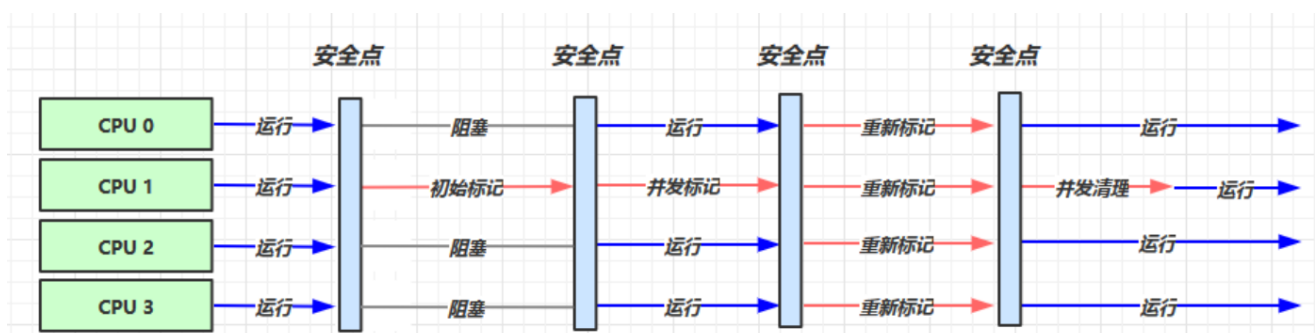 安全点 安全点 安全点 安全点
CPU 0 运行 阻塞 运行 重新标记 运行
CPU 1 运行 初始标记 并发标记 重新标记 并发清理 运行
CPU 2 运行 阻塞 运行 重新标记 运行
CPU 3 运行 阻塞 运行 重新标记 运行